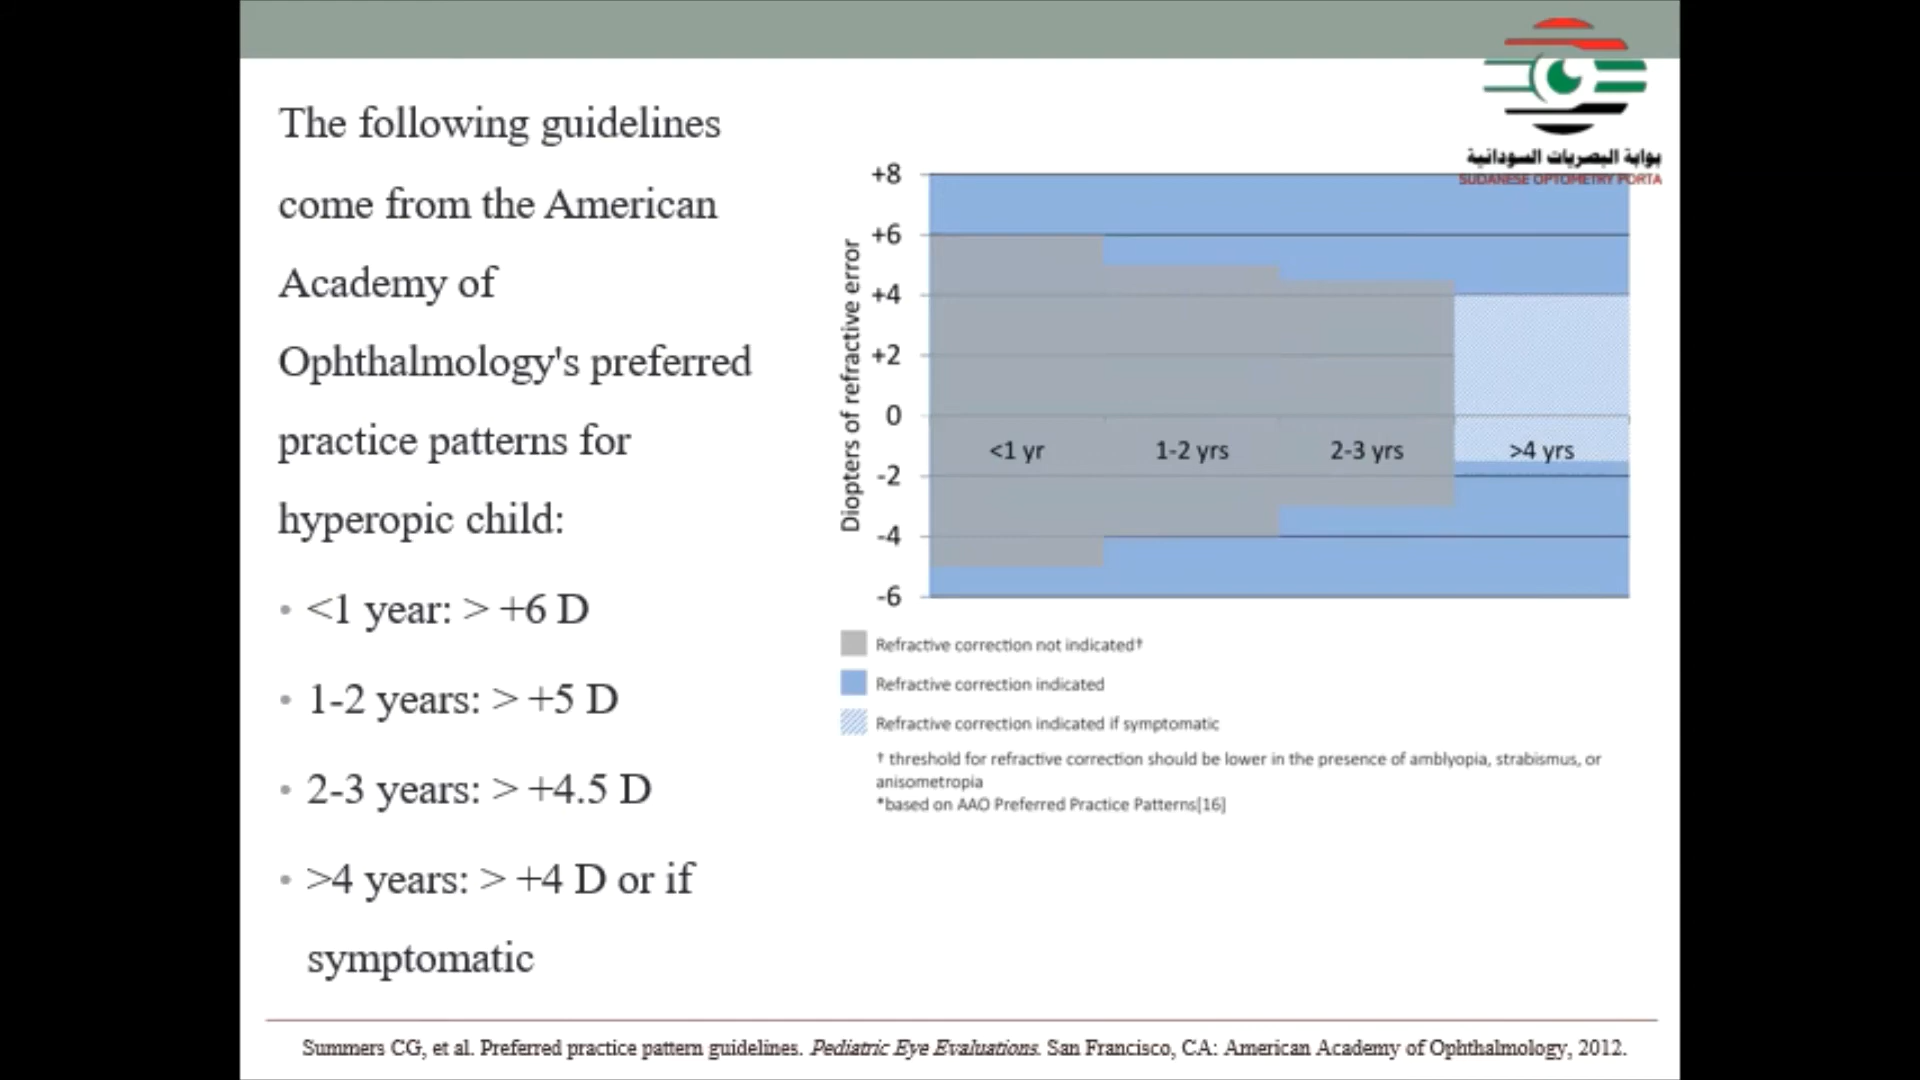 The following guidelines
come from the American
Academy of
Ophthalmology's preferred
practice patterns for
hyperopic child:
• <1 year: > +6 D
• 1-2 years: > +5 D
• 2-3 years: > +4.5 D
• >4 years: > +4 D or if
symptomatic
بوابة البصريات السودانية
SUDANESE OPTOMETRY PORTA
Diopters of refractive error
+8
+6
+4
+2
0
-2
-4
-6
<1 yr
1-2 yrs
2-3 yrs
>4 yrs
Refractive correction not indicated†
Refractive correction indicated
Refractive correction indicated if symptomatic
† threshold for refractive correction should be lower in the presence of amblyopia, strabismus, or
anisometropia
*based on AAO Preferred Practice Patterns[16]
Summers CG, et al. Preferred practice pattern guidelines. Pediatric Eye Evaluations. San Francisco, CA: American Academy of Ophthalmology, 2012.